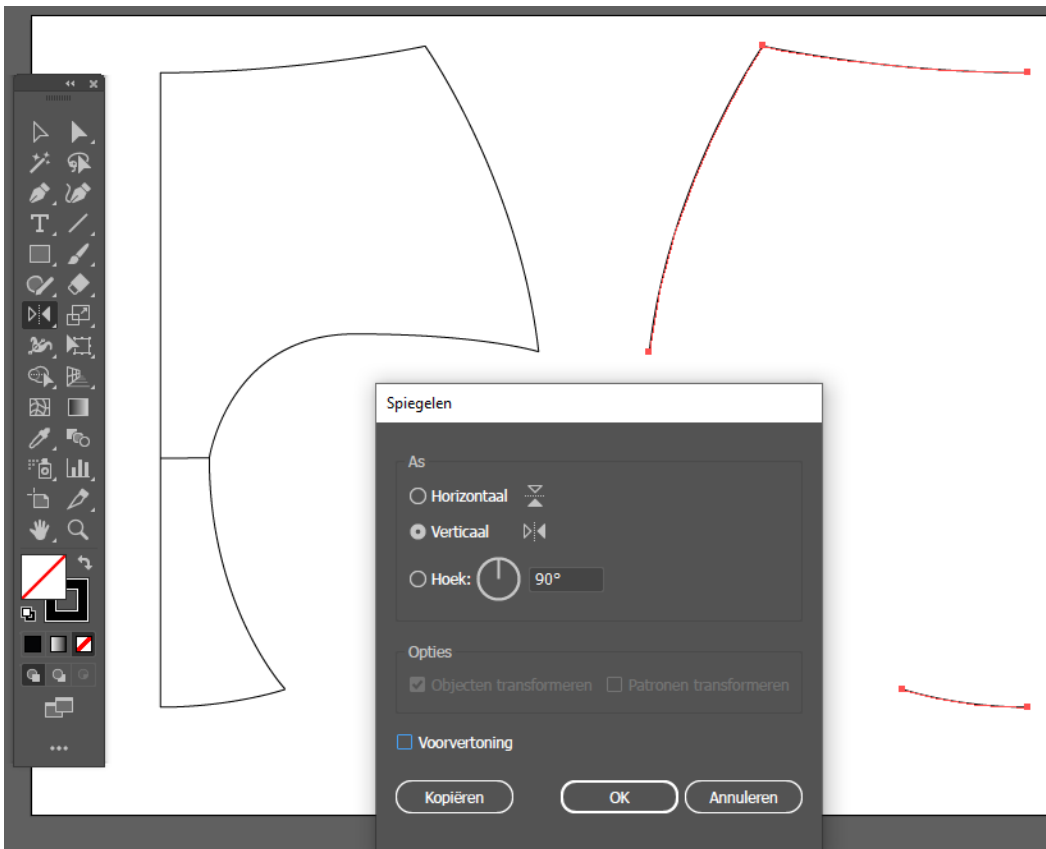 Spiegelen
As
Horizontaal
Verticaal
Hoek: 90°
Opties
Objecten transformeren Patronen transformeren
Voorvertoning
Kopiëren OK Annuleren